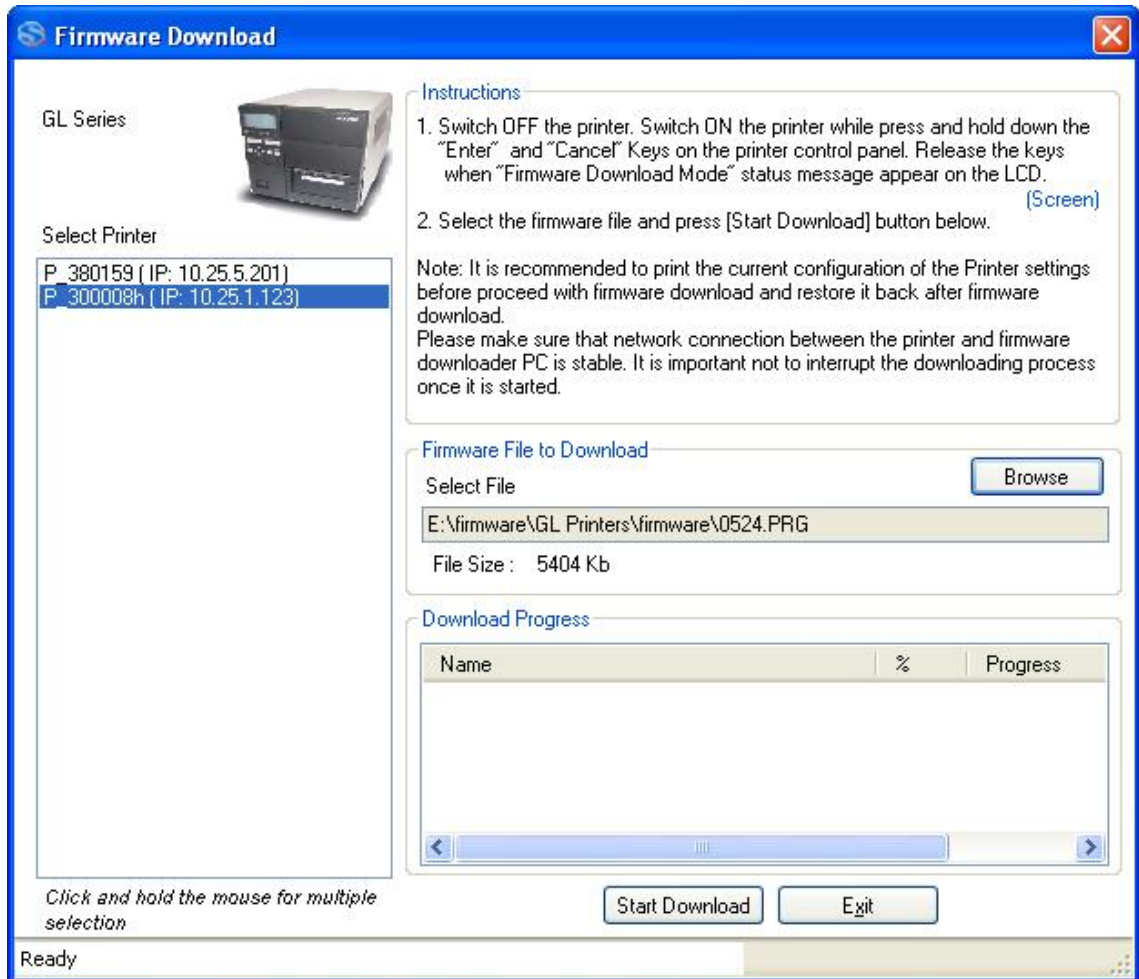 Firmware Download
GL Series
Select Printer
P_380159 ( IP: 10.25.5.201)
P_300008h ( IP: 10.25.1.123)
Click and hold the mouse for multiple
selection
Instructions
1. Switch OFF the printer. Switch ON the printer while press and hold down the
"Enter" and "Cancel" Keys on the printer control panel. Release the keys
when "Firmware Download Mode" status message appear on the LCD.
(Screen)
2. Select the firmware file and press [Start Download] button below.
Note: It is recommended to print the current configuration of the Printer settings
before proceed with firmware download and restore it back after firmware
download.
Please make sure that network connection between the printer and firmware
downloader PC is stable. It is important not to interrupt the downloading process
once it is started.
Firmware File to Download
Select File
Browse
E:\firmware\GL Printers\firmware\0524.PRG
File Size : 5404 Kb
Download Progress
Name % Progress
Start Download Exit
Ready